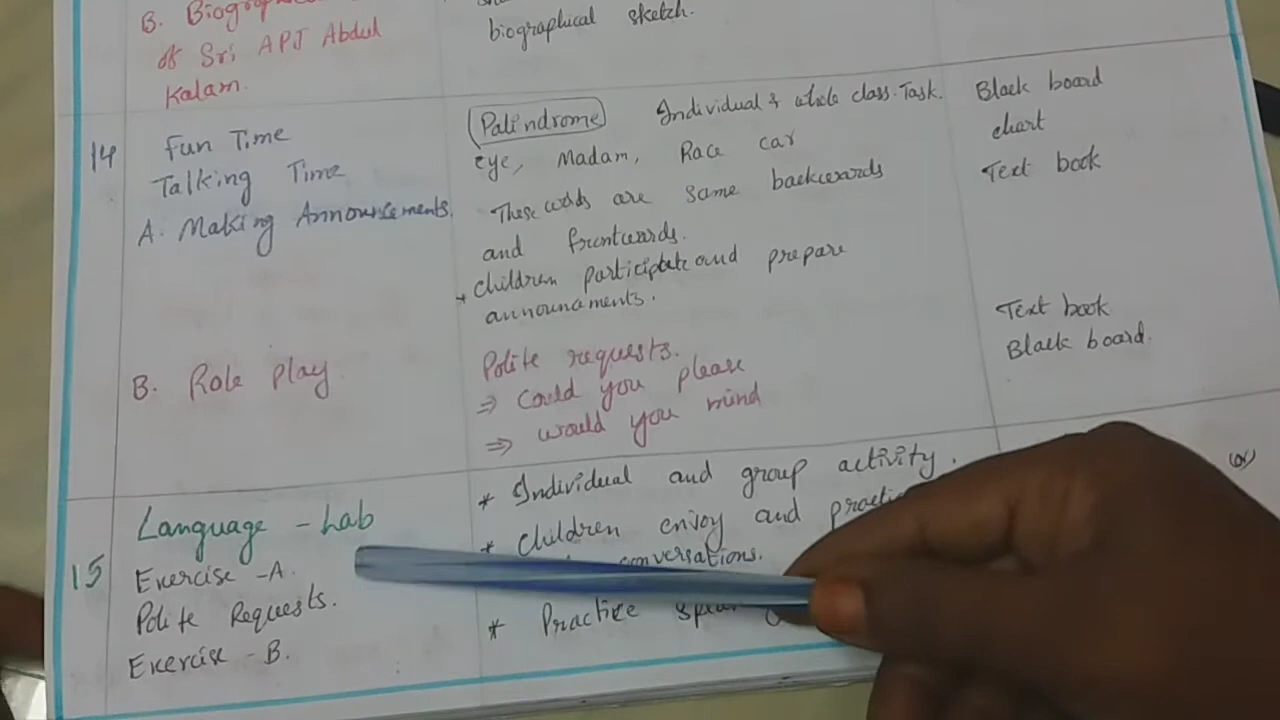 B.
of Sri APJ Abdul
Kalam.
biographical sketch.
14
Fun Time
Talking Time
A. Making Announcements.
Palindrome Individual & whole class Task.
eye, Madam, Race car
These words are same backwards
and frontwards.
* children participate and prepare
announaments.
Black board
chart
Text book
B. Role play
Polite requests.
⇒ Could you please
⇒ would you mind
Text book
Black board.
15
Language - Lab
Exercise - A.
Polite Requests.
Exercise - B.
* Individual and group activity.
* Children enjoy and
conversations.
* Practice
(or)